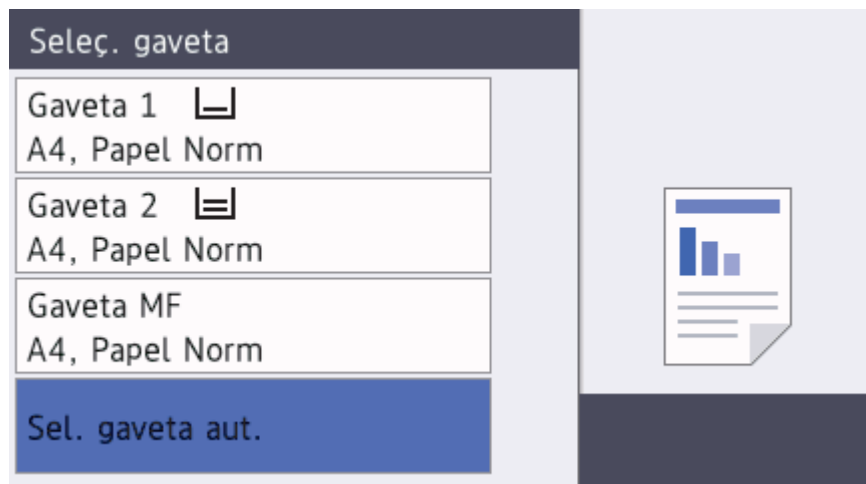 Seleç. gaveta
Gaveta 1
A4, Papel Norm
Gaveta 2
A4, Papel Norm
Gaveta MF
A4, Papel Norm
Sel. gaveta aut.